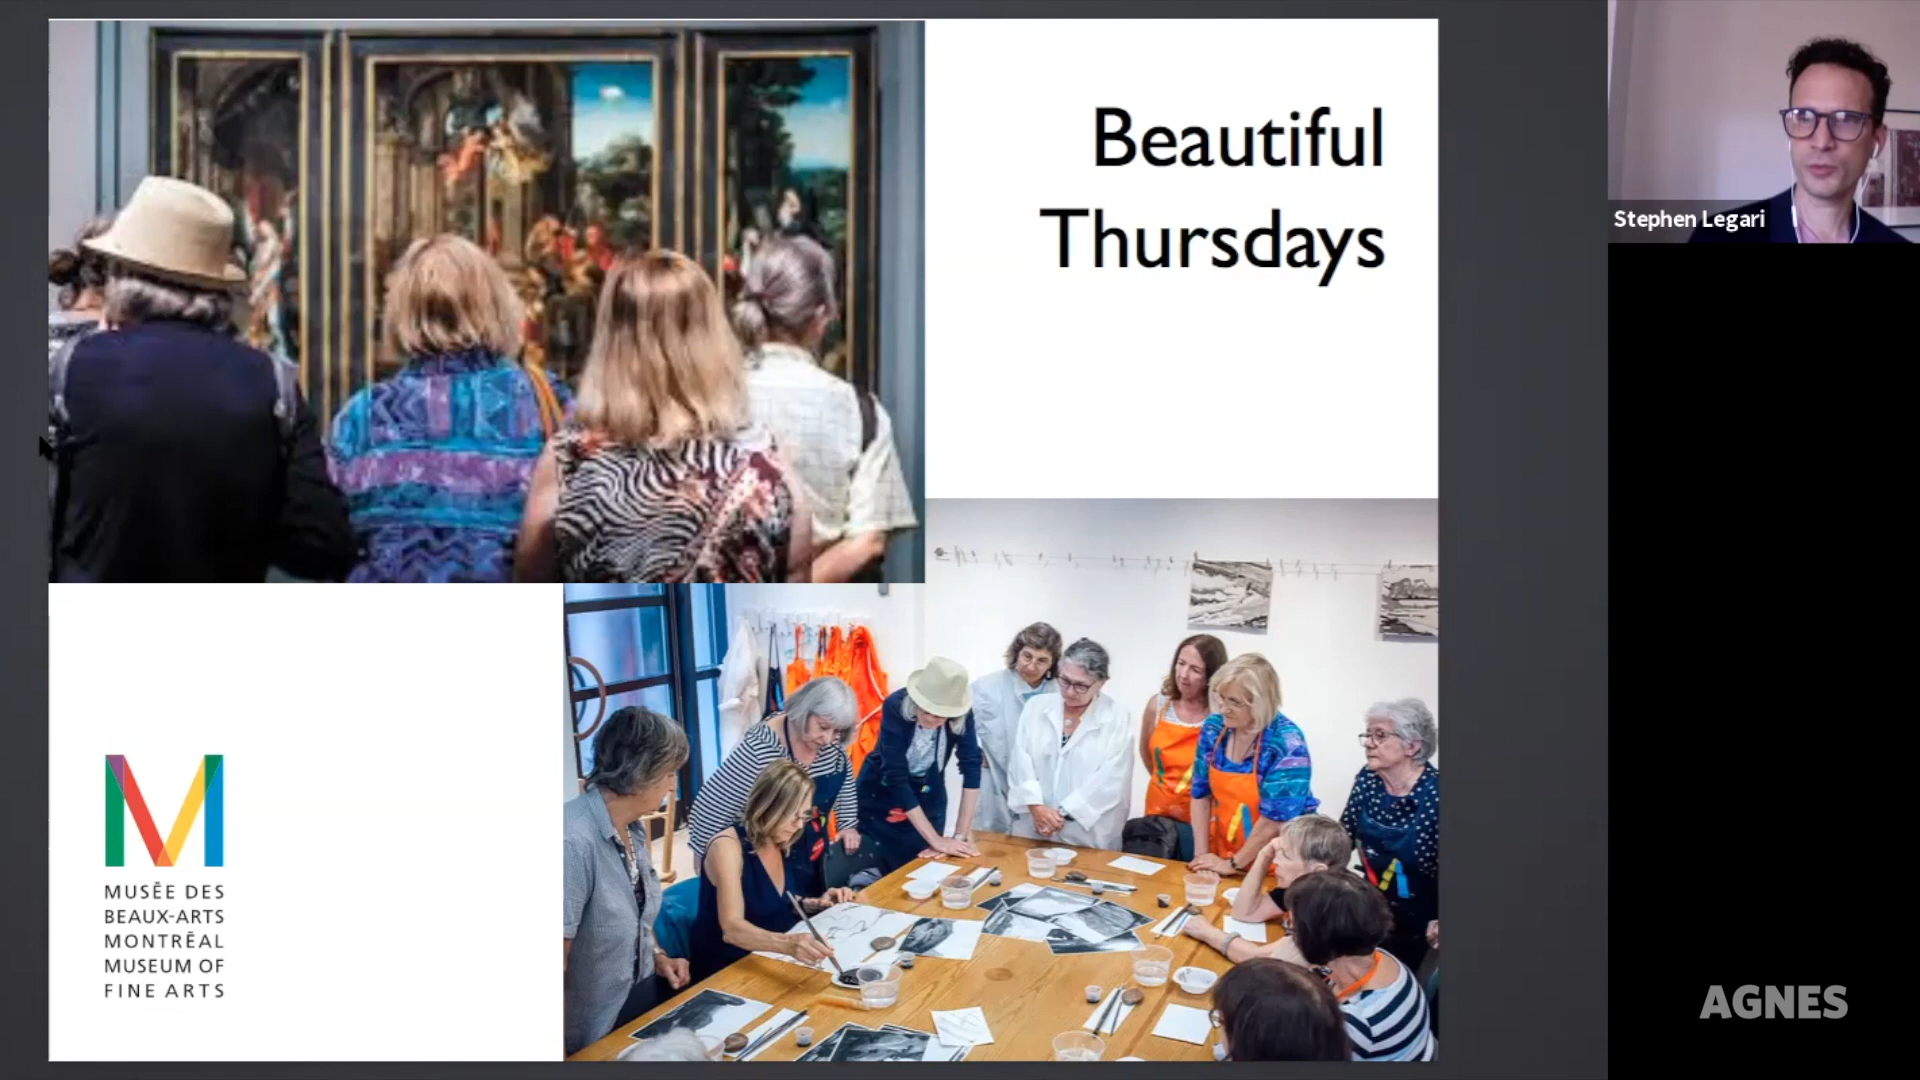 Beautiful
Thursdays
Stephen Legari
MUSÉE DES
BEAUX-ARTS
MONTRÉAL
MUSEUM OF
FINE ARTS
AGNES